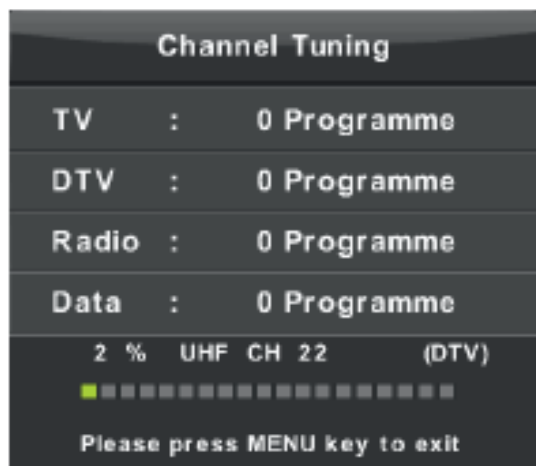 Channel Tuning
TV : 0 Programme
DTV : 0 Programme
Radio : 0 Programme
Data : 0 Programme
2 % UHF CH 22 (DTV)
Please press MENU key to exit